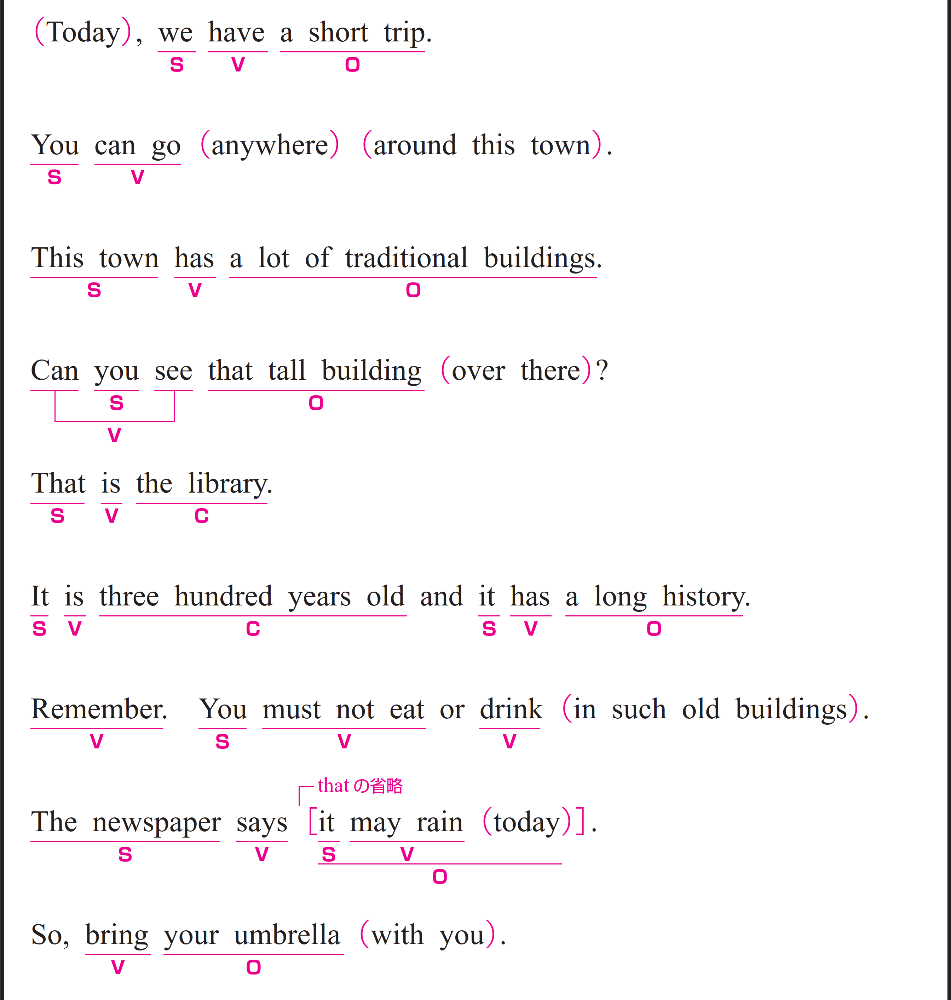 （Today）, we have a short trip.
S V O
You can go （anywhere） （around this town）.
S V
This town has a lot of traditional buildings.
S V O
Can you see that tall building （over there）?
S O
V
That is the library.
S V C
It is three hundred years old and it has a long history.
S V C S V O
Remember. You must not eat or drink （in such old buildings）.
V S V V
that の省略
The newspaper says ［it may rain （today）］.
S V S V
O
So, bring your umbrella （with you）.
V O